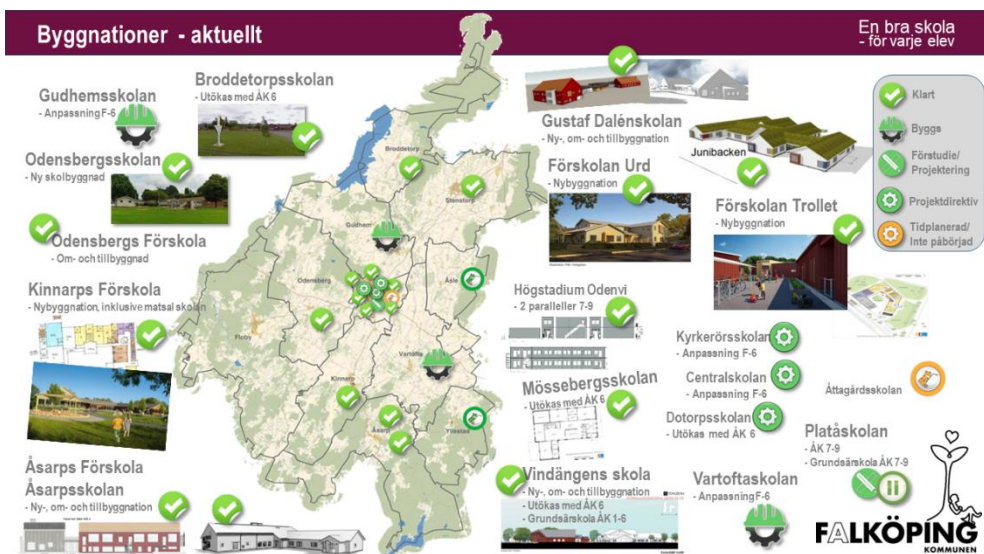 Byggnationer - aktuellt
En bra skola
- för varje elev
Gudhemsskolan
- Anpassning F-6
Broddetorpsskolan
- Utökas med ÅK 6
Odensbergsskolan
- Ny skolbyggnad
Odensbergs Förskola
- Om- och tillbyggnad
Kinnarps Förskola
- Nybyggnation, inklusive matsal skolan
Åsarps Förskola
Åsarpsskolan
- Ny-, om- och tillbyggnation
Broddetorp
Stenstorp
Gudhem
Odensberg
Åsle
Floby
Vartofta
Kinnarp
Åsarp
Yllestad
Gustaf Dalénskolan
- Ny-, om- och tillbyggnation
Junibacken
Förskolan Urd
- Nybyggnation
Förskolan Trollet
- Nybyggnation
Högstadium Odenvi
- 2 paralleller 7-9
Mössebergsskolan
- Utökas med ÅK 6
Vindängens skola
- Ny-, om- och tillbyggnation
- Utökas med ÅK 6
- Grundsärskola ÅK 1-6
Kyrkerörsskolan
- Anpassning F-6
Centralskolan
- Anpassning F-6
Dotorpsskolan
- Utökas med ÅK 6
Åttagårdsskolan
Platåskolan
- ÅK 7-9
- Grundsärskola ÅK 7-9
Vartoftaskolan
- Anpassning F-6
Klart
Byggs
Förstudie/
Projektering
Projektdirektiv
Tidplanerad/
Inte påbörjad
FALKÖPING
KOMMUNEN